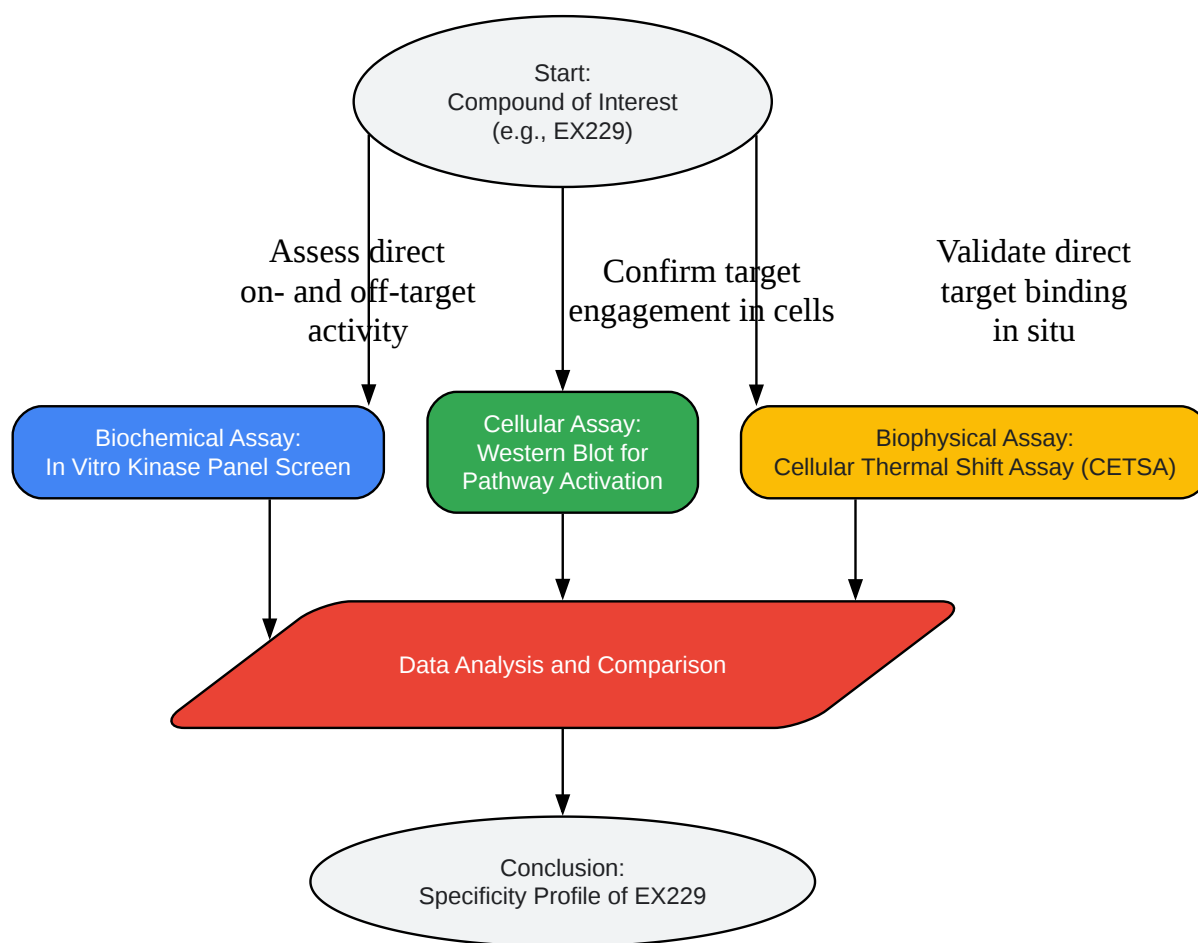 Start:
Compound of Interest
(e.g., EX229)
Assess direct
on- and off-target
activity
Confirm target
engagement in cells
Validate direct
target binding
in situ
Biochemical Assay:
In Vitro Kinase Panel Screen
Cellular Assay:
Western Blot for
Pathway Activation
Biophysical Assay:
Cellular Thermal Shift Assay (CETSA)
Data Analysis and Comparison
Conclusion:
Specificity Profile of EX229